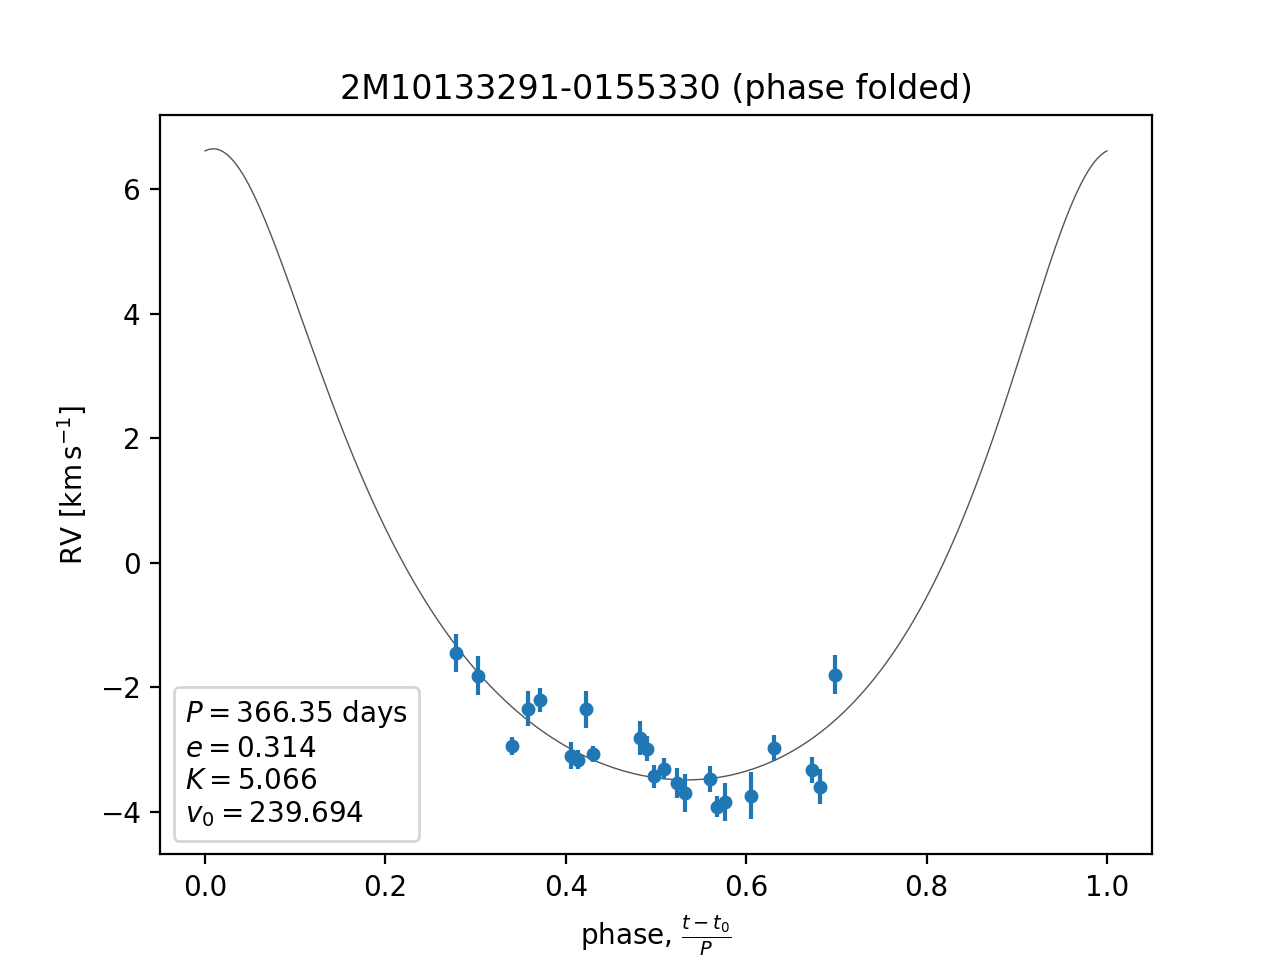 2M10133291-0155330 (phase folded)
RV [km s⁻¹]
6
4
2
0
−2
−4
P = 366.35 days
e = 0.314
K = 5.066
v₀ = 239.694
0.0 0.2 0.4 0.6 0.8 1.0
phase, (t − t₀)/P